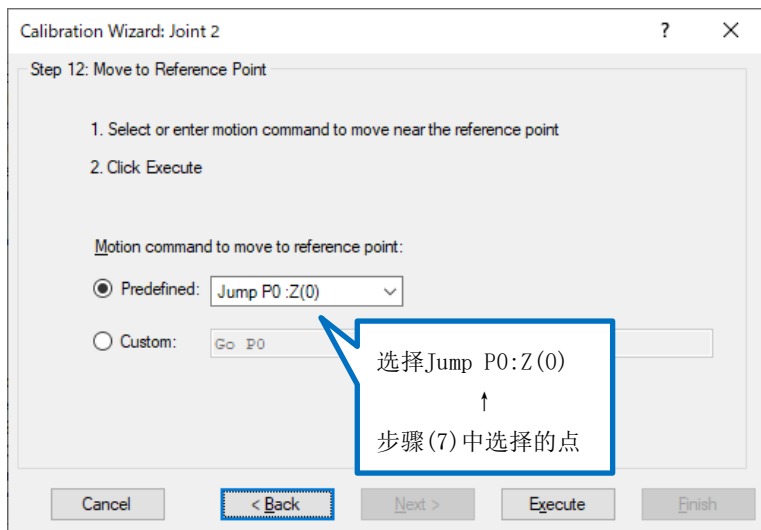 Calibration Wizard: Joint 2
Step 12: Move to Reference Point
1. Select or enter motion command to move near the reference point
2. Click Execute
Motion command to move to reference point:
Predefined: Jump P0 :Z(0)
Custom: Go P0
选择Jump P0:Z(0)
↑
步骤(7)中选择的点
Cancel < Back Next > Execute Finish